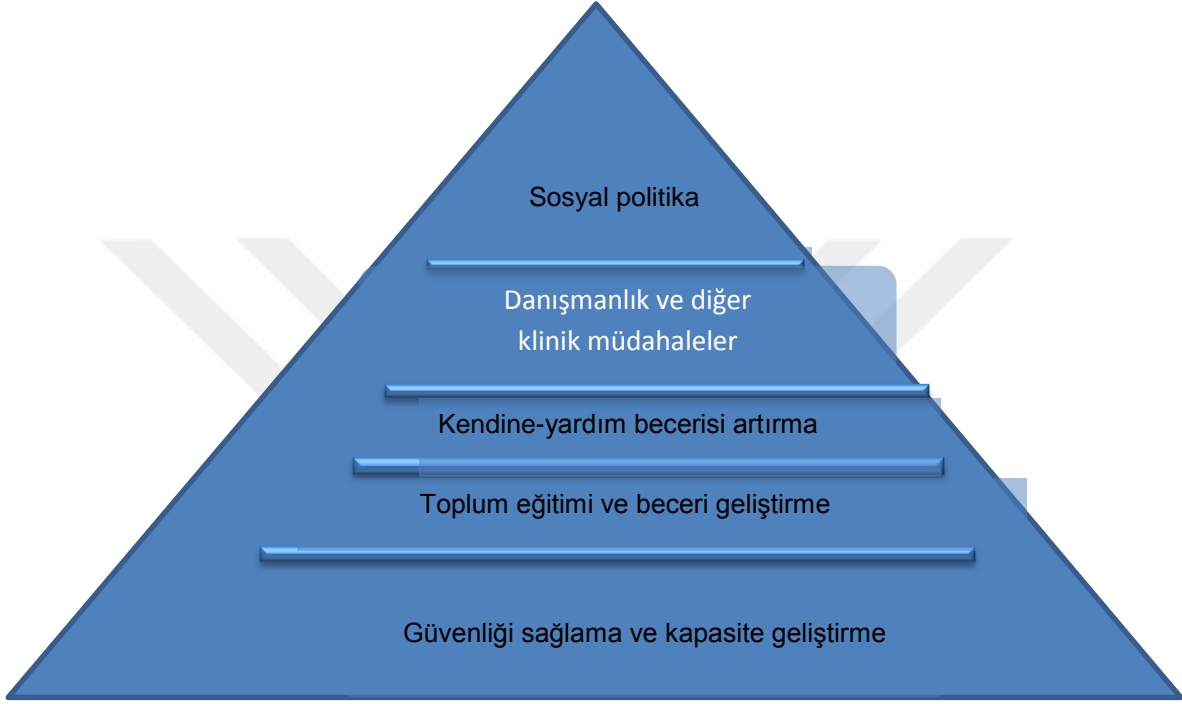 Sosyal politika
Danışmanlık ve diğer
klinik müdahaleler
Kendine-yardım becerisi artırma
Toplum eğitimi ve beceri geliştirme
Güvenliği sağlama ve kapasite geliştirme